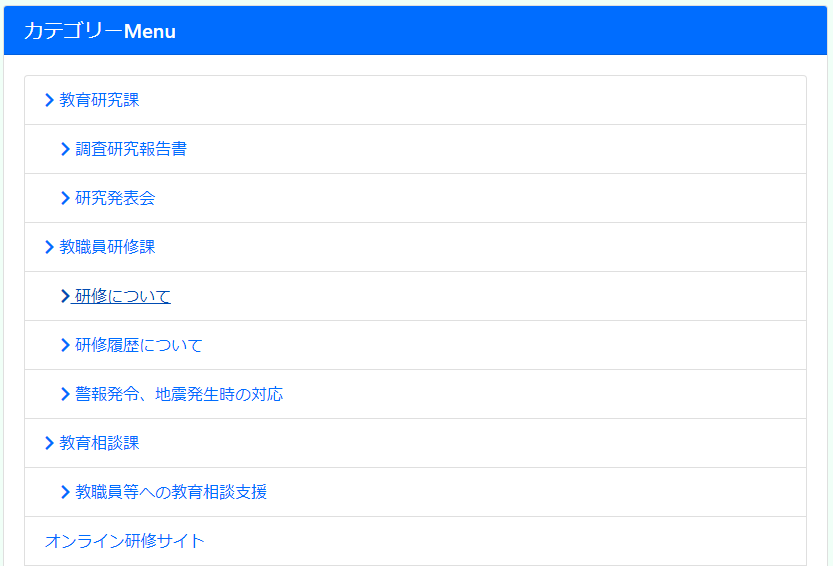 カテゴリーMenu
教育研究課
調査研究報告書
研究発表会
教職員研修課
研修について
研修履歴について
警報発令、地震発生時の対応
教育相談課
教職員等への教育相談支援
オンライン研修サイト